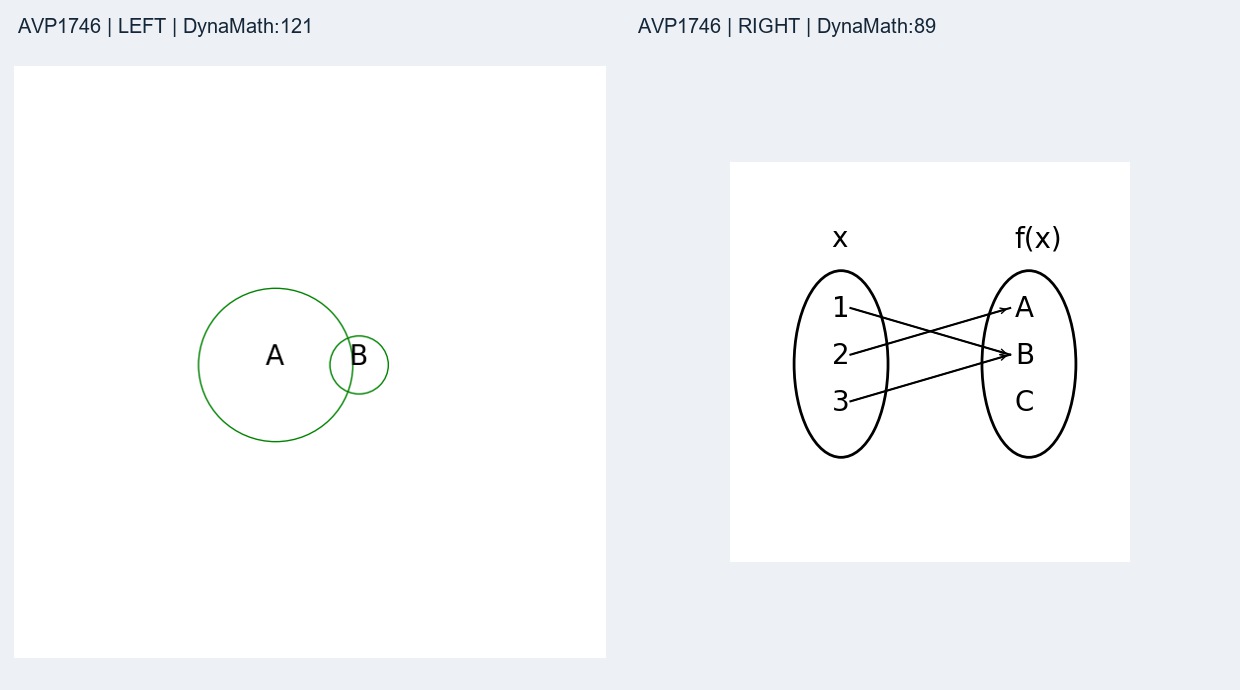 AVP1746 | LEFT | DynaMath:121
A
B
AVP1746 | RIGHT | DynaMath:89
x f(x)
1 A
2 B
3 C